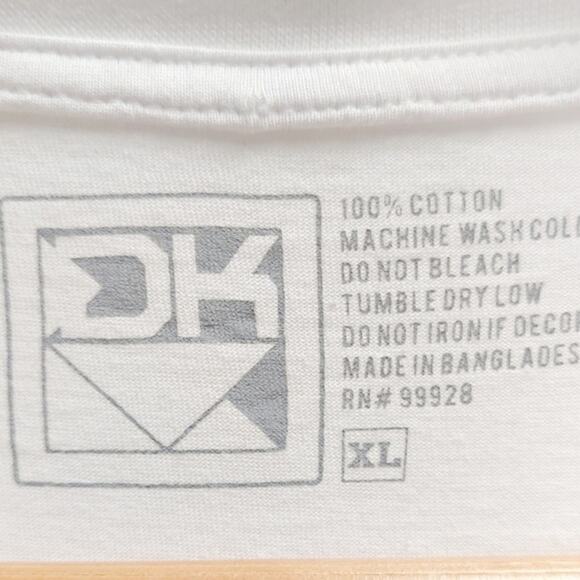 DK
100% COTTON
MACHINE WASH COL
DO NOT BLEACH
TUMBLE DRY LOW
DO NOT IRON IF DECO
MADE IN BANGLADES
RN# 99928
XL